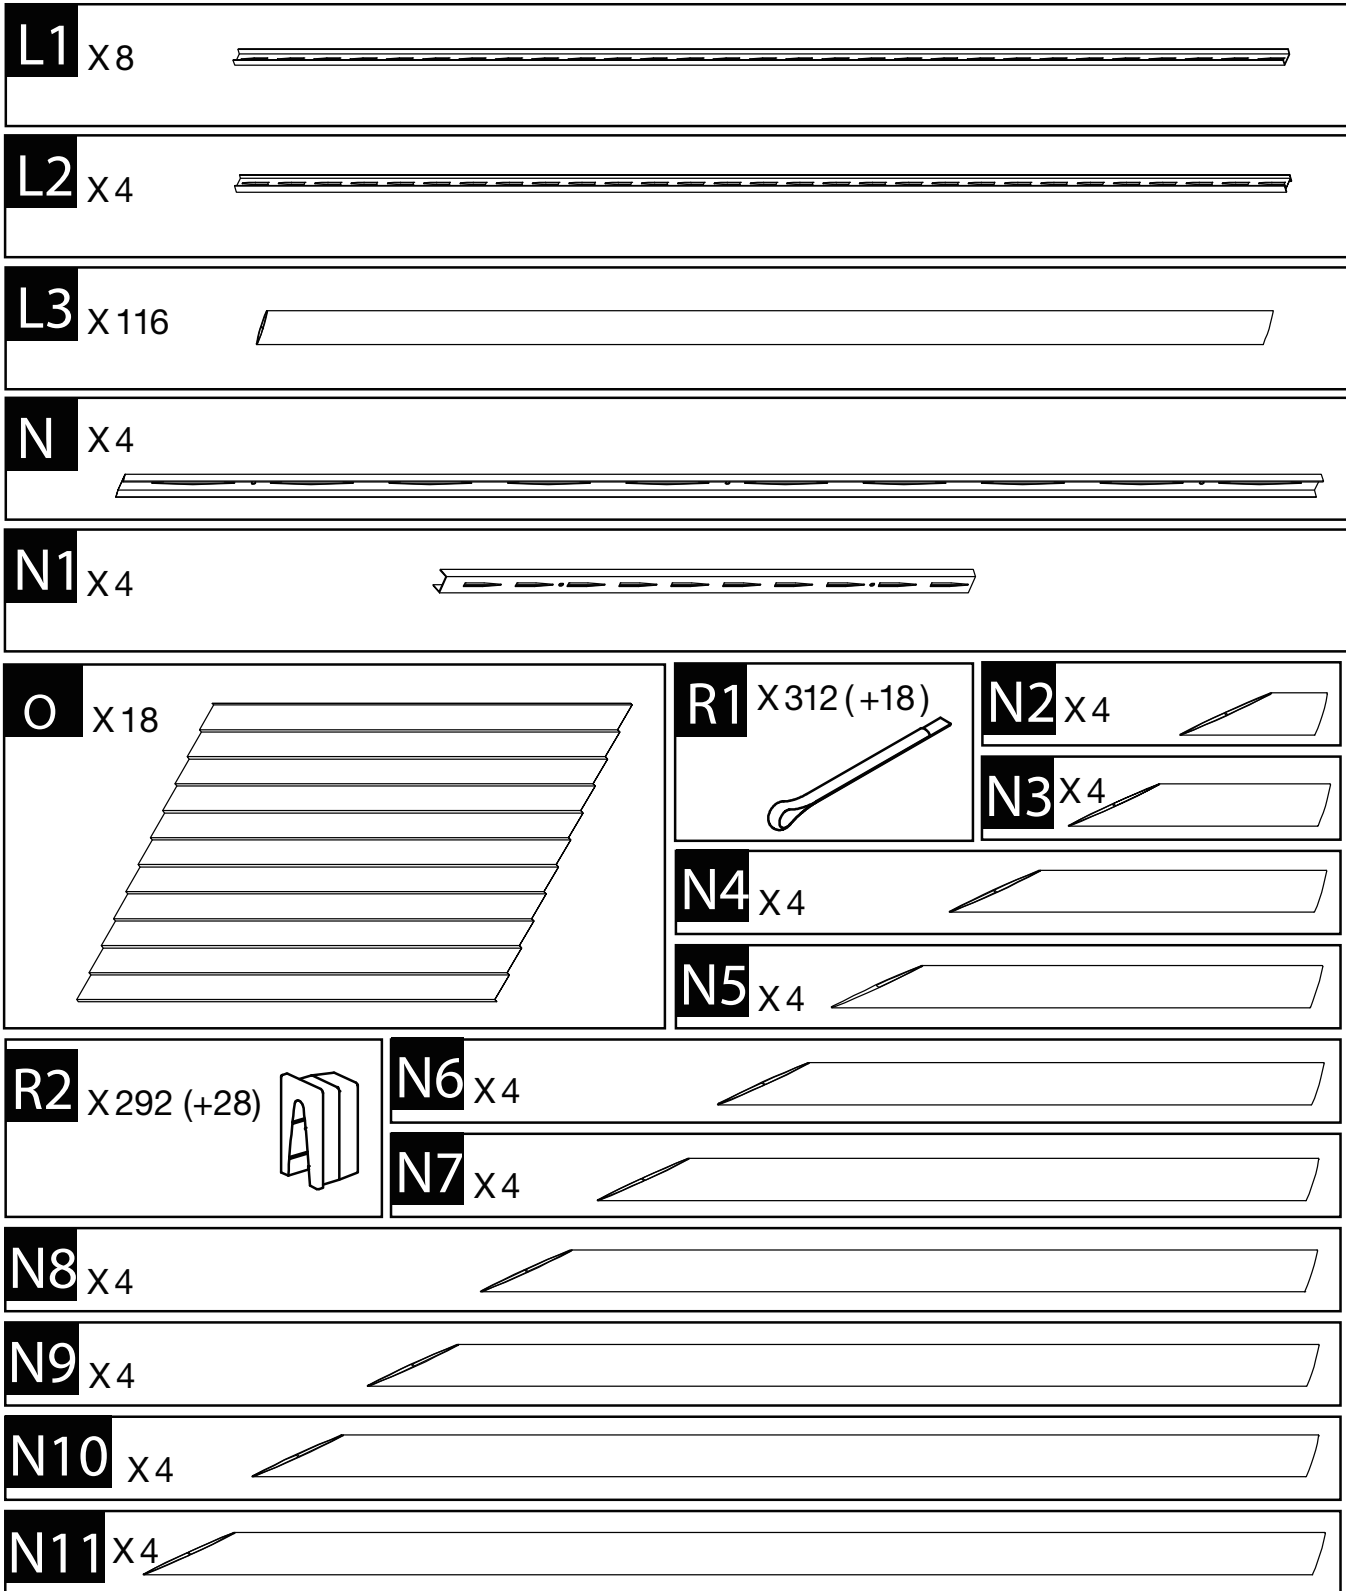 L1 X 8
L2 X 4
L3 X 116
N X 4
N1 X 4
O X 18
R1 X 312 (+18)
N2 X 4
N3 X 4
N4 X 4
N5 X 4
R2 X 292 (+28)
N6 X 4
N7 X 4
N8 X 4
N9 X 4
N10 X 4
N11 X 4